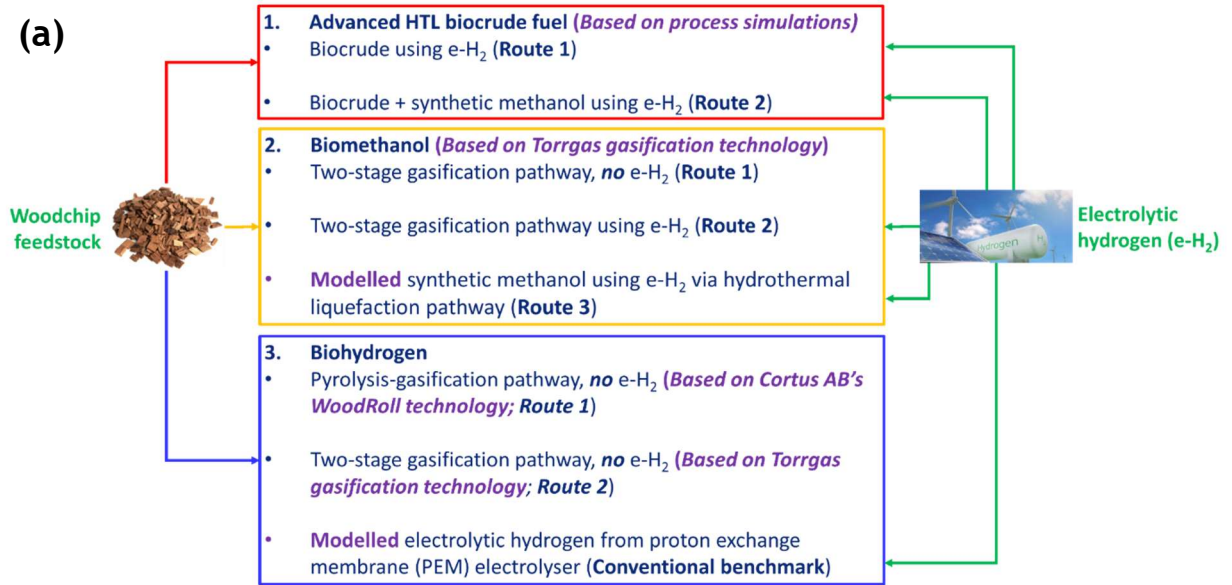 (a)
1. Advanced HTL biocrude fuel (Based on process simulations)
• Biocrude using e-H₂ (Route 1)
• Biocrude + synthetic methanol using e-H₂ (Route 2)
2. Biomethanol (Based on Torrgas gasification technology)
• Two-stage gasification pathway, no e-H₂ (Route 1)
• Two-stage gasification pathway using e-H₂ (Route 2)
• Modelled synthetic methanol using e-H₂ via hydrothermal
liquefaction pathway (Route 3)
3. Biohydrogen
• Pyrolysis-gasification pathway, no e-H₂ (Based on Cortus AB’s
WoodRoll technology; Route 1)
• Two-stage gasification pathway, no e-H₂ (Based on Torrgas
gasification technology; Route 2)
• Modelled electrolytic hydrogen from proton exchange
membrane (PEM) electrolyser (Conventional benchmark)
Woodchip
feedstock
Hydrogen H
Electrolytic
hydrogen (e-H₂)